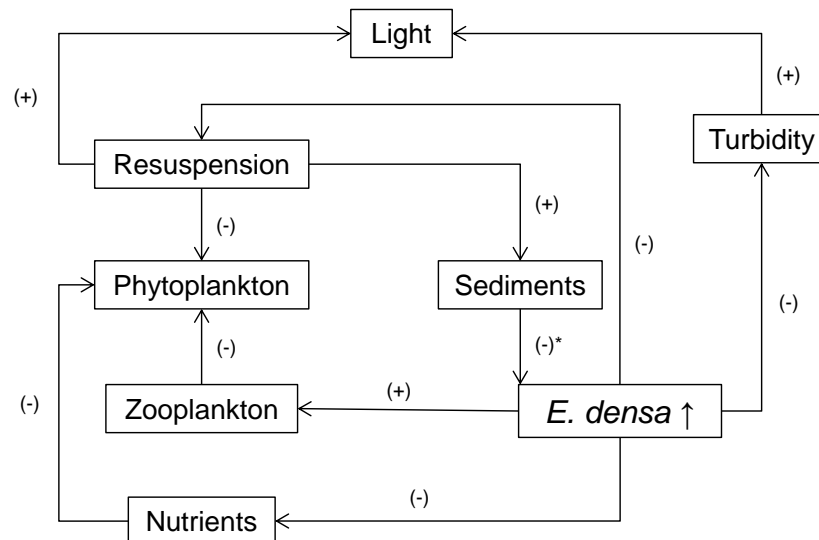 Light
(+)
(+)
Turbidity
Resuspension
(+)
(-)
(-)
Phytoplankton
Sediments
(-)
(-)
(-)*
(-)
Zooplankton
(+)
E. densa ↑
(-)
Nutrients